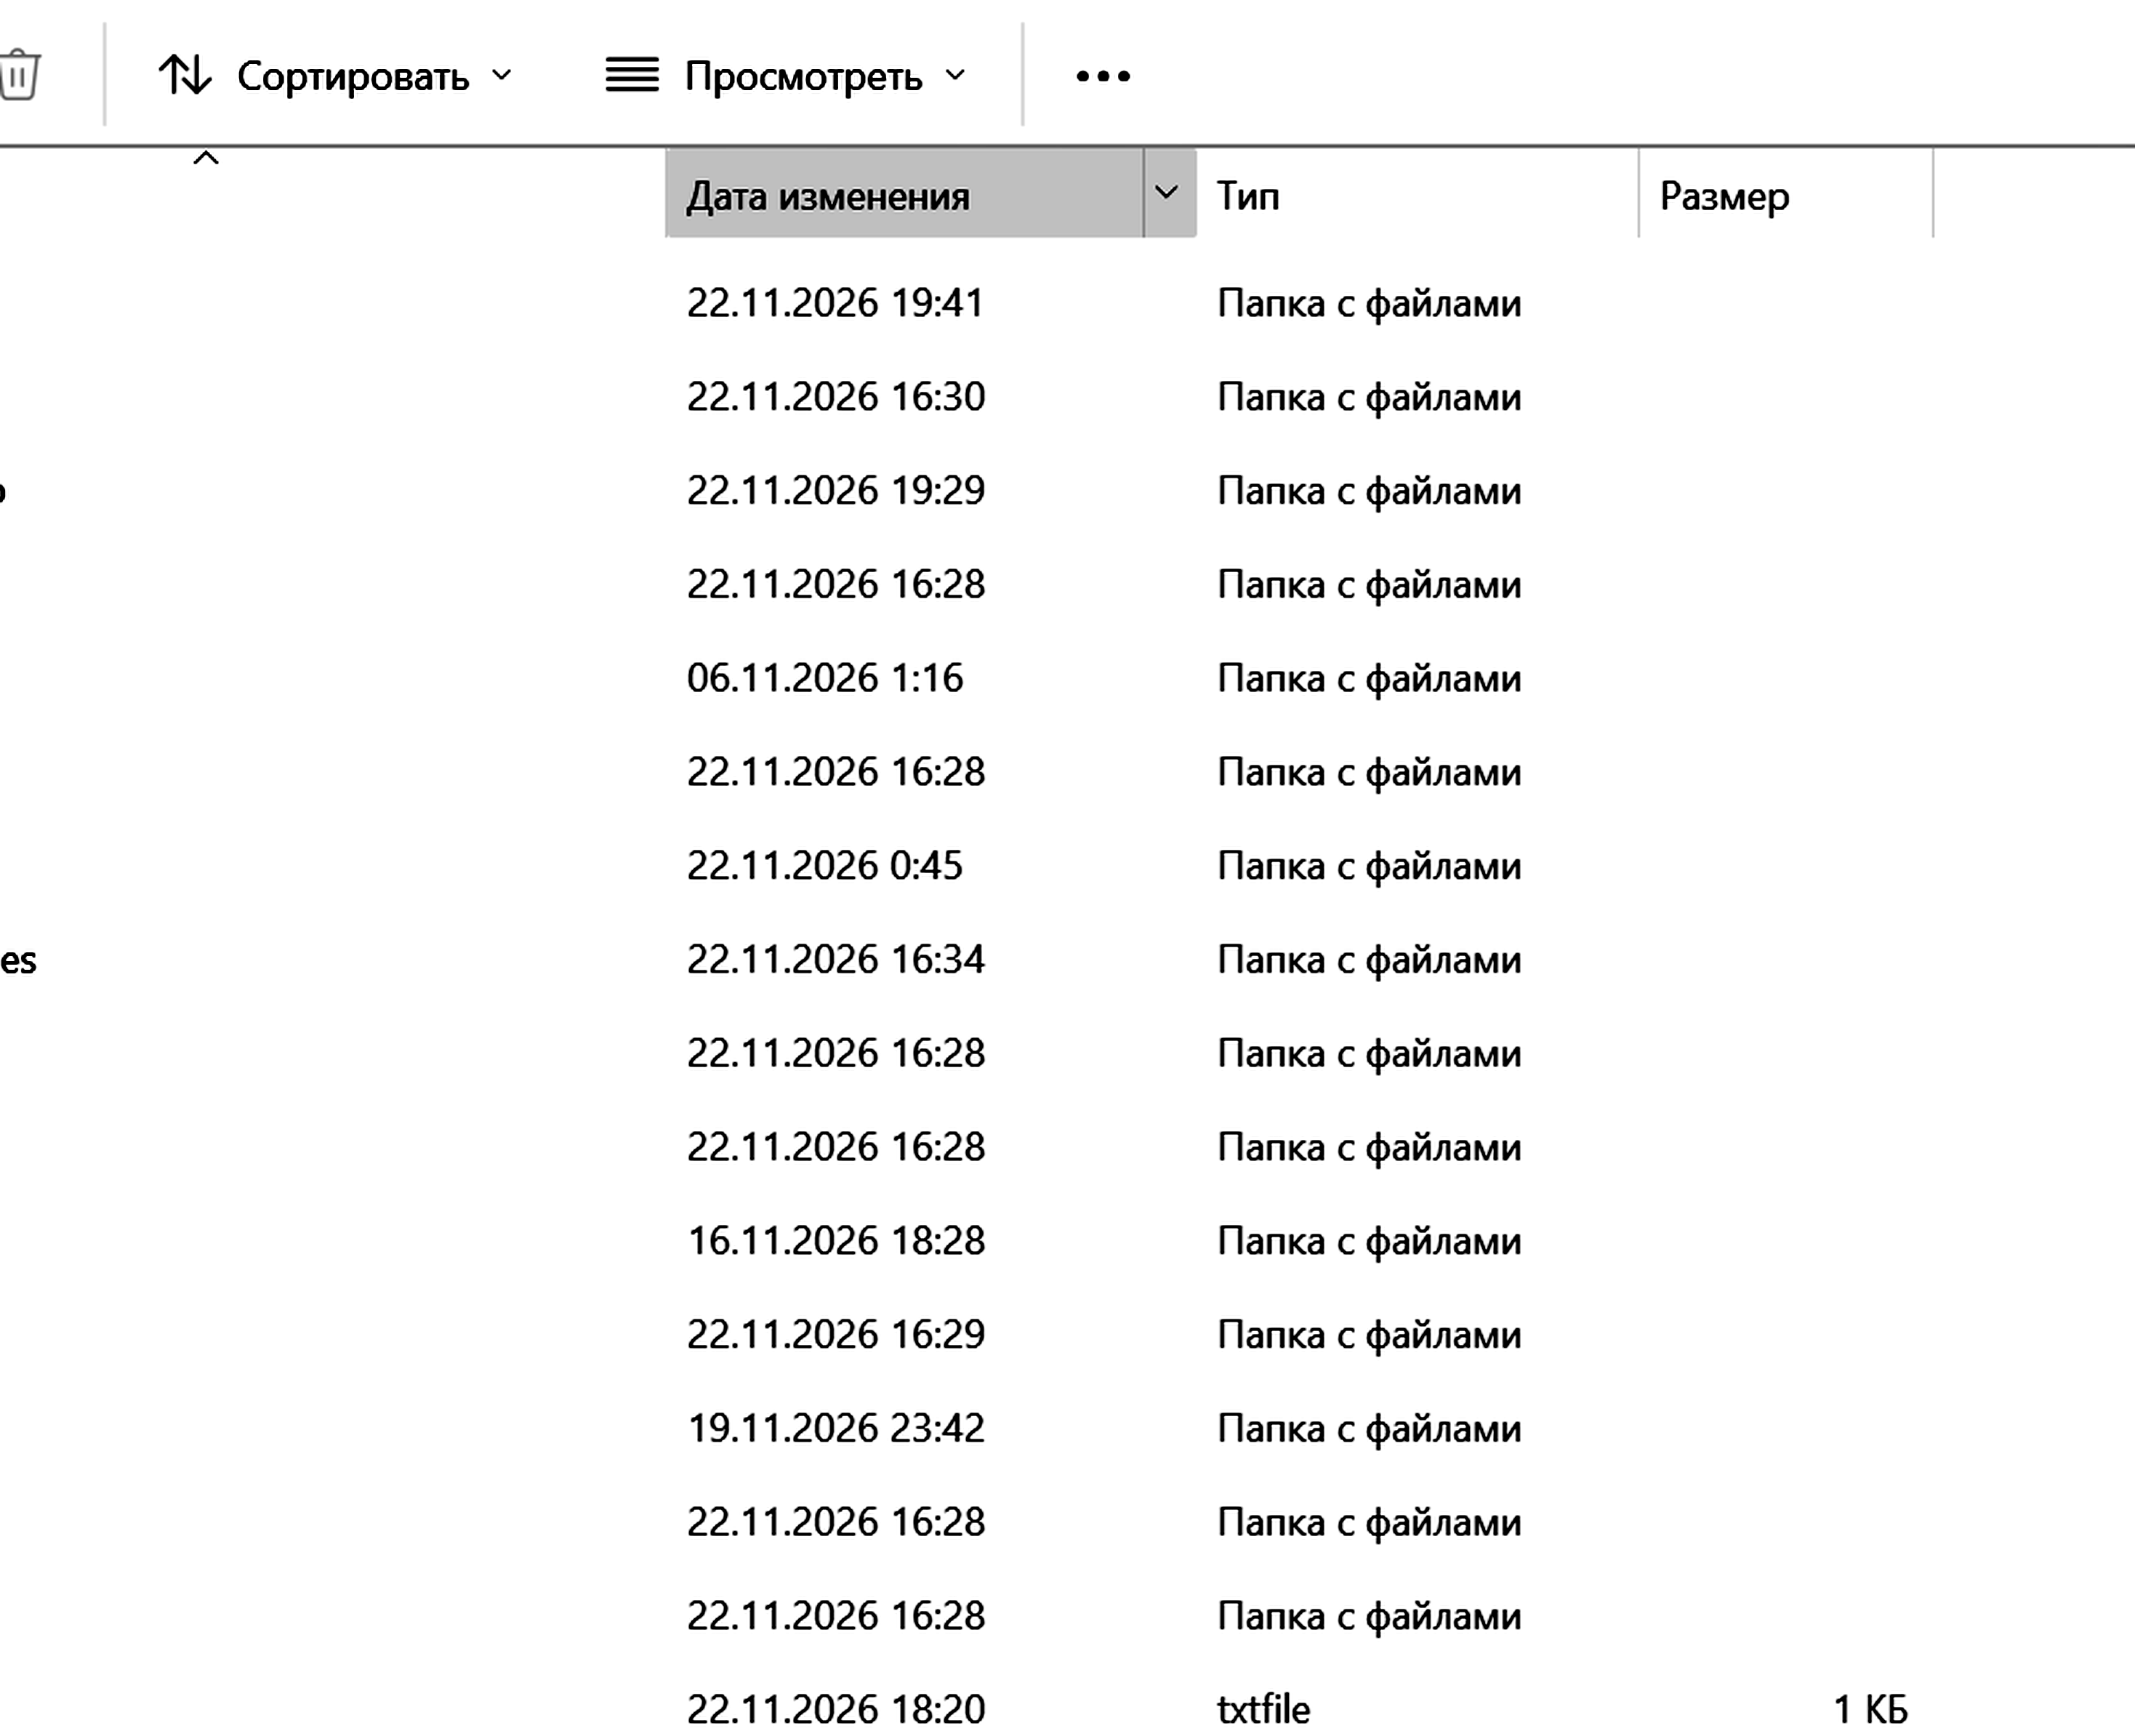 Сортировать Просмотреть
Дата изменения Тип Размер
22.11.2026 19:41 Папка с файлами
22.11.2026 16:30 Папка с файлами
22.11.2026 19:29 Папка с файлами
22.11.2026 16:28 Папка с файлами
06.11.2026 1:16 Папка с файлами
22.11.2026 16:28 Папка с файлами
22.11.2026 0:45 Папка с файлами
es 22.11.2026 16:34 Папка с файлами
22.11.2026 16:28 Папка с файлами
22.11.2026 16:28 Папка с файлами
16.11.2026 18:28 Папка с файлами
22.11.2026 16:29 Папка с файлами
19.11.2026 23:42 Папка с файлами
22.11.2026 16:28 Папка с файлами
22.11.2026 16:28 Папка с файлами
22.11.2026 18:20 txtfile 1 КБ